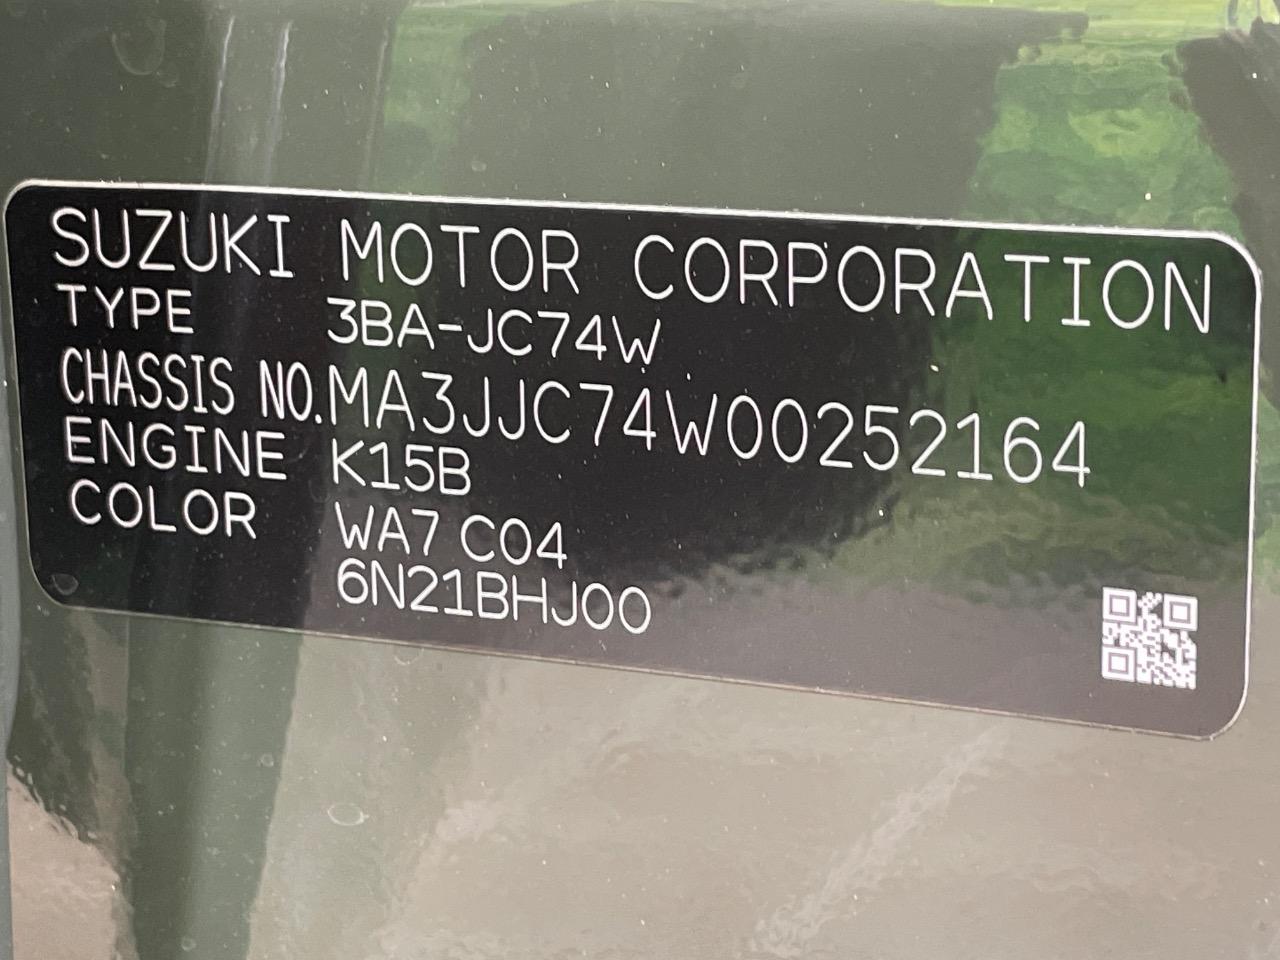 SUZUKI MOTOR CORPORATION
TYPE 3BA-JC74W
CHASSIS NO. MA3JJC74W00252164
ENGINE K15B
COLOR WA7 C04
6N21BHJ00